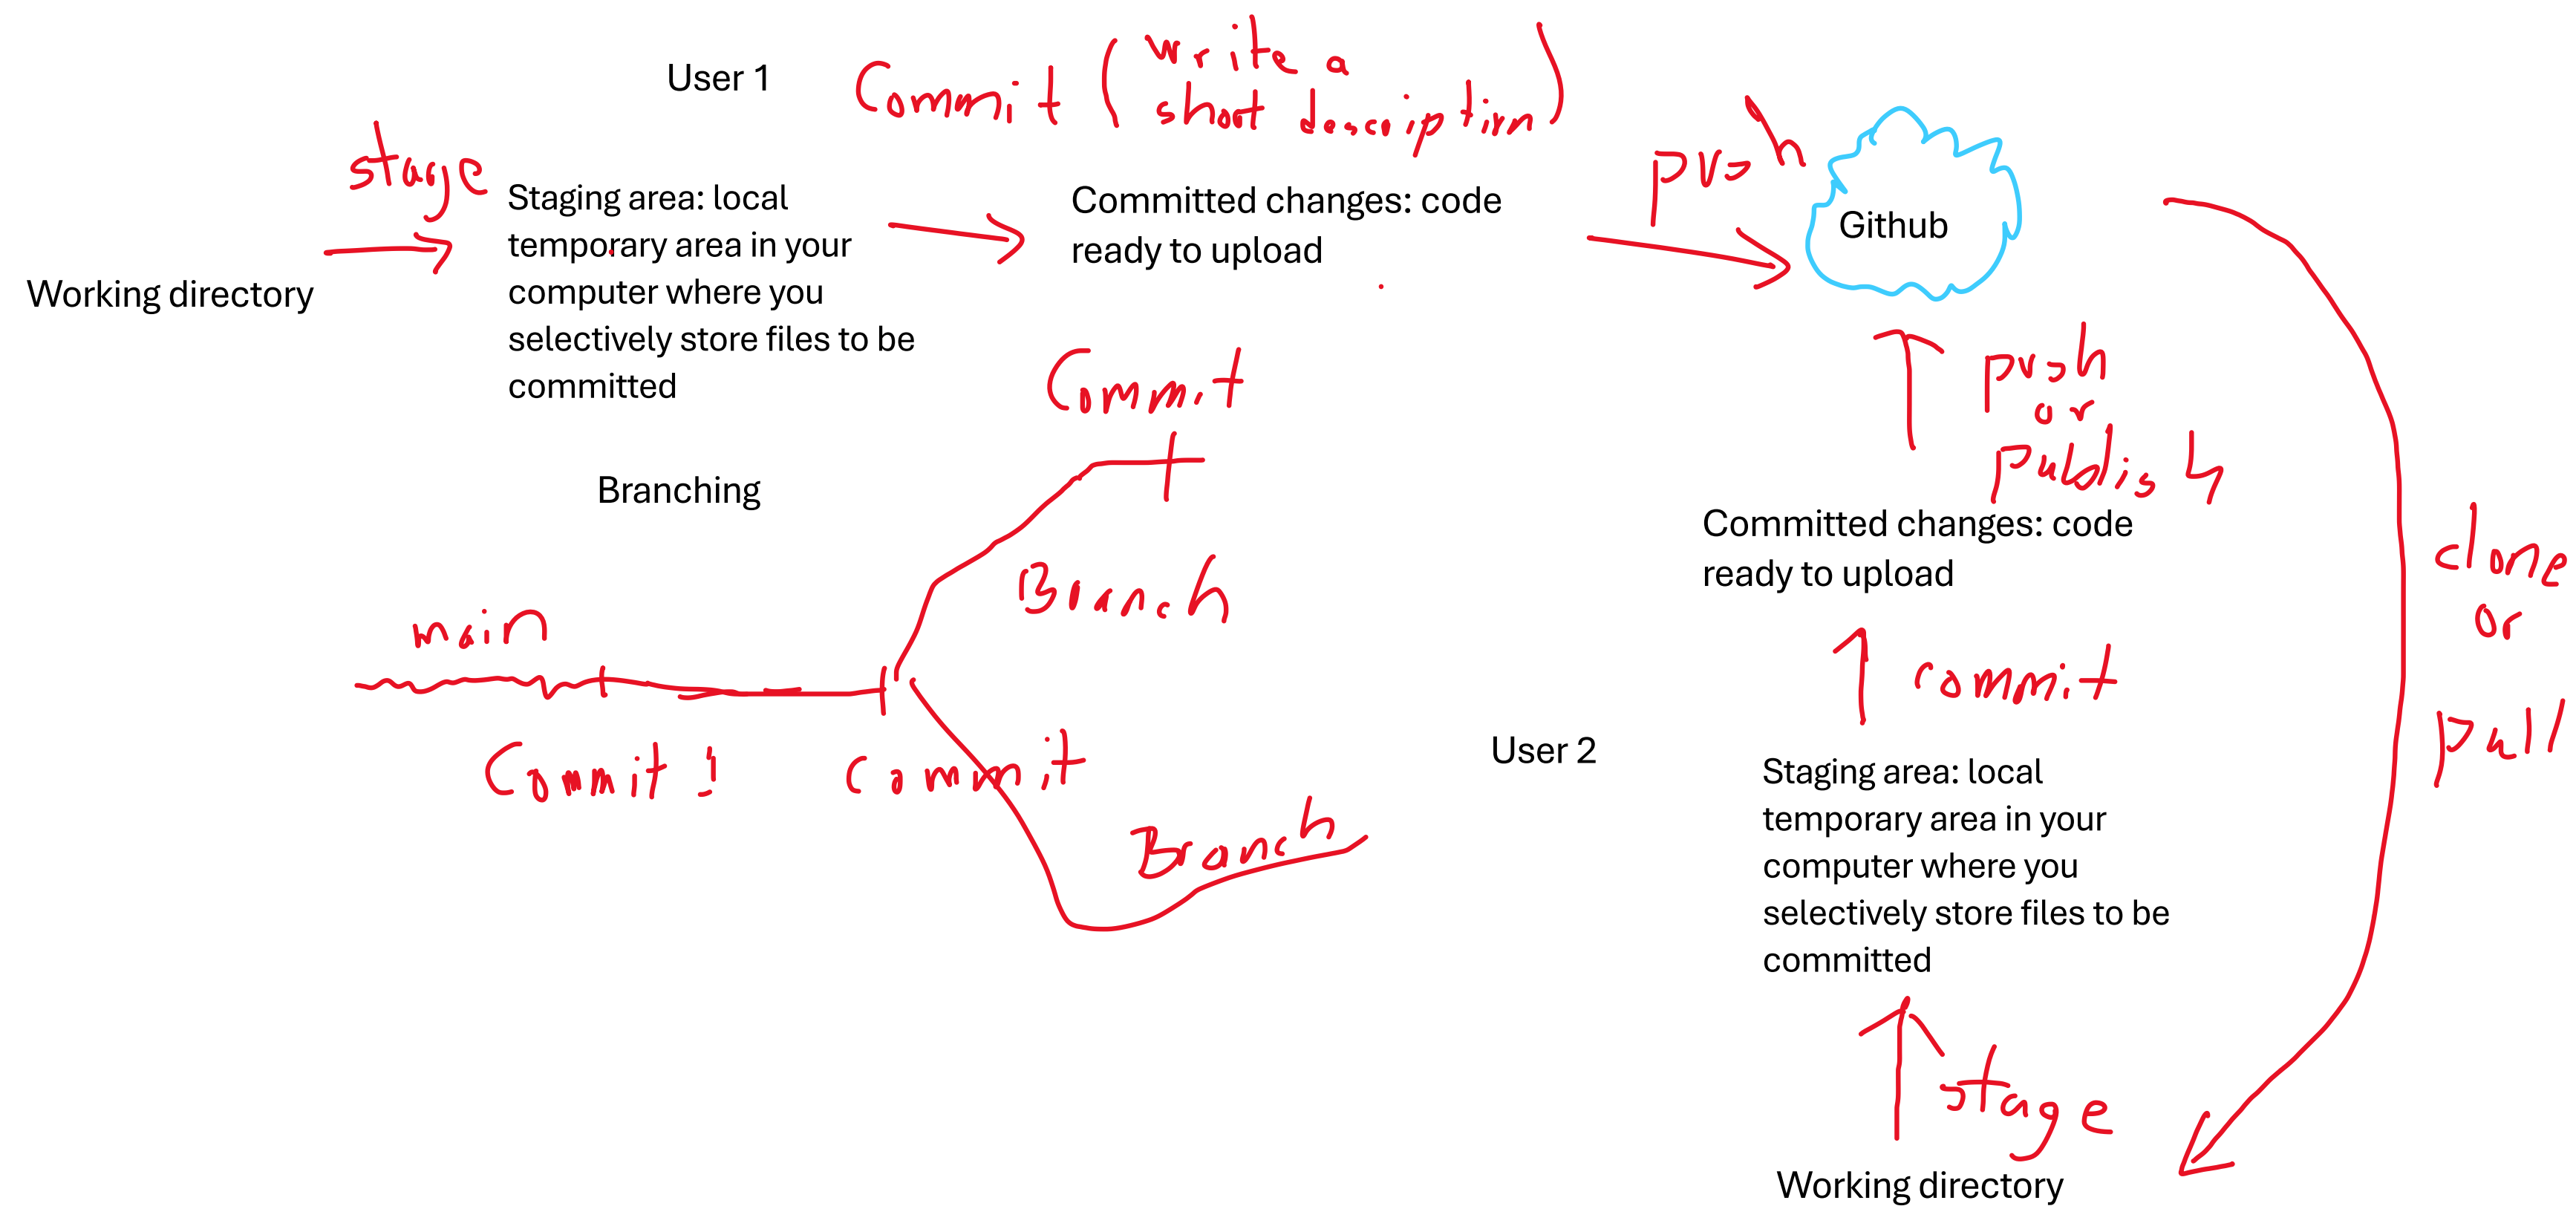 User 1
Commit (write a
short description)
stage
push
Staging area: local
temporary area in your
computer where you
selectively store files to be
committed
Committed changes: code
ready to upload
Github
Working directory
push
or
publish
Commit
Branching
Committed changes: code
ready to upload
clone
or
pull
Branch
main
commit
Commit 1
Commit
User 2
Staging area: local
temporary area in your
computer where you
selectively store files to be
committed
Branch
stage
Working directory